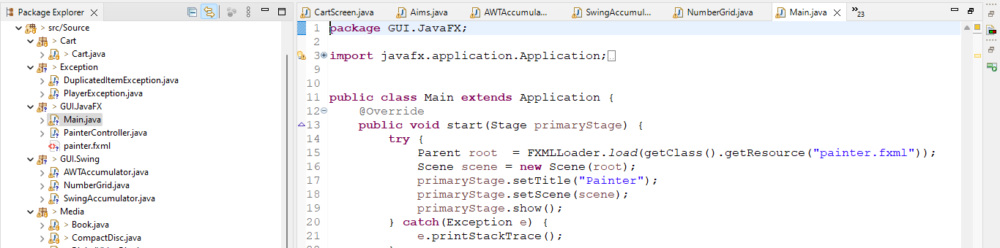 Package Explorer
> src/Source
> Cart
> Cart.java
> Exception
DuplicatedItemException.java
PlayerException.java
> GUI.JavaFX
Main.java
PainterController.java
painter.fxml
> GUI.Swing
AWTAccumulator.java
NumberGrid.java
SwingAccumulator.java
> Media
> Book.java
> CompactDisc.java
CartScreen.java
Aims.java
AWTAccumula...
SwingAccumul...
NumberGrid.java
Main.java
»23
1 package GUI.JavaFX;
2
3 import javafx.application.Application;
9
10
11 public class Main extends Application {
12 @Override
13 public void start(Stage primaryStage) {
14 try {
15 Parent root  = FXMLLoader.load(getClass().getResource("painter.fxml"));
16 Scene scene = new Scene(root);
17 primaryStage.setTitle("Painter");
18 primaryStage.setScene(scene);
19 primaryStage.show();
20 } catch(Exception e) {
21 e.printStackTrace();